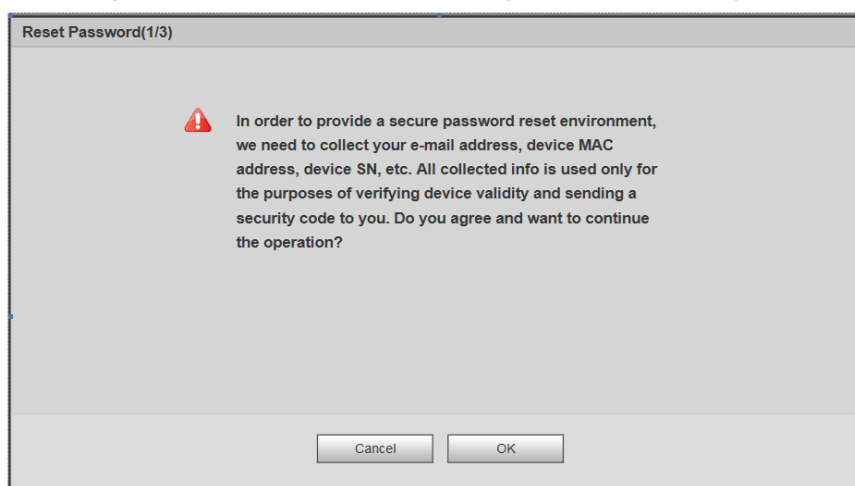 Reset Password(1/3)
In order to provide a secure password reset environment,
we need to collect your e-mail address, device MAC
address, device SN, etc. All collected info is used only for
the purposes of verifying device validity and sending a
security code to you. Do you agree and want to continue
the operation?
Cancel OK